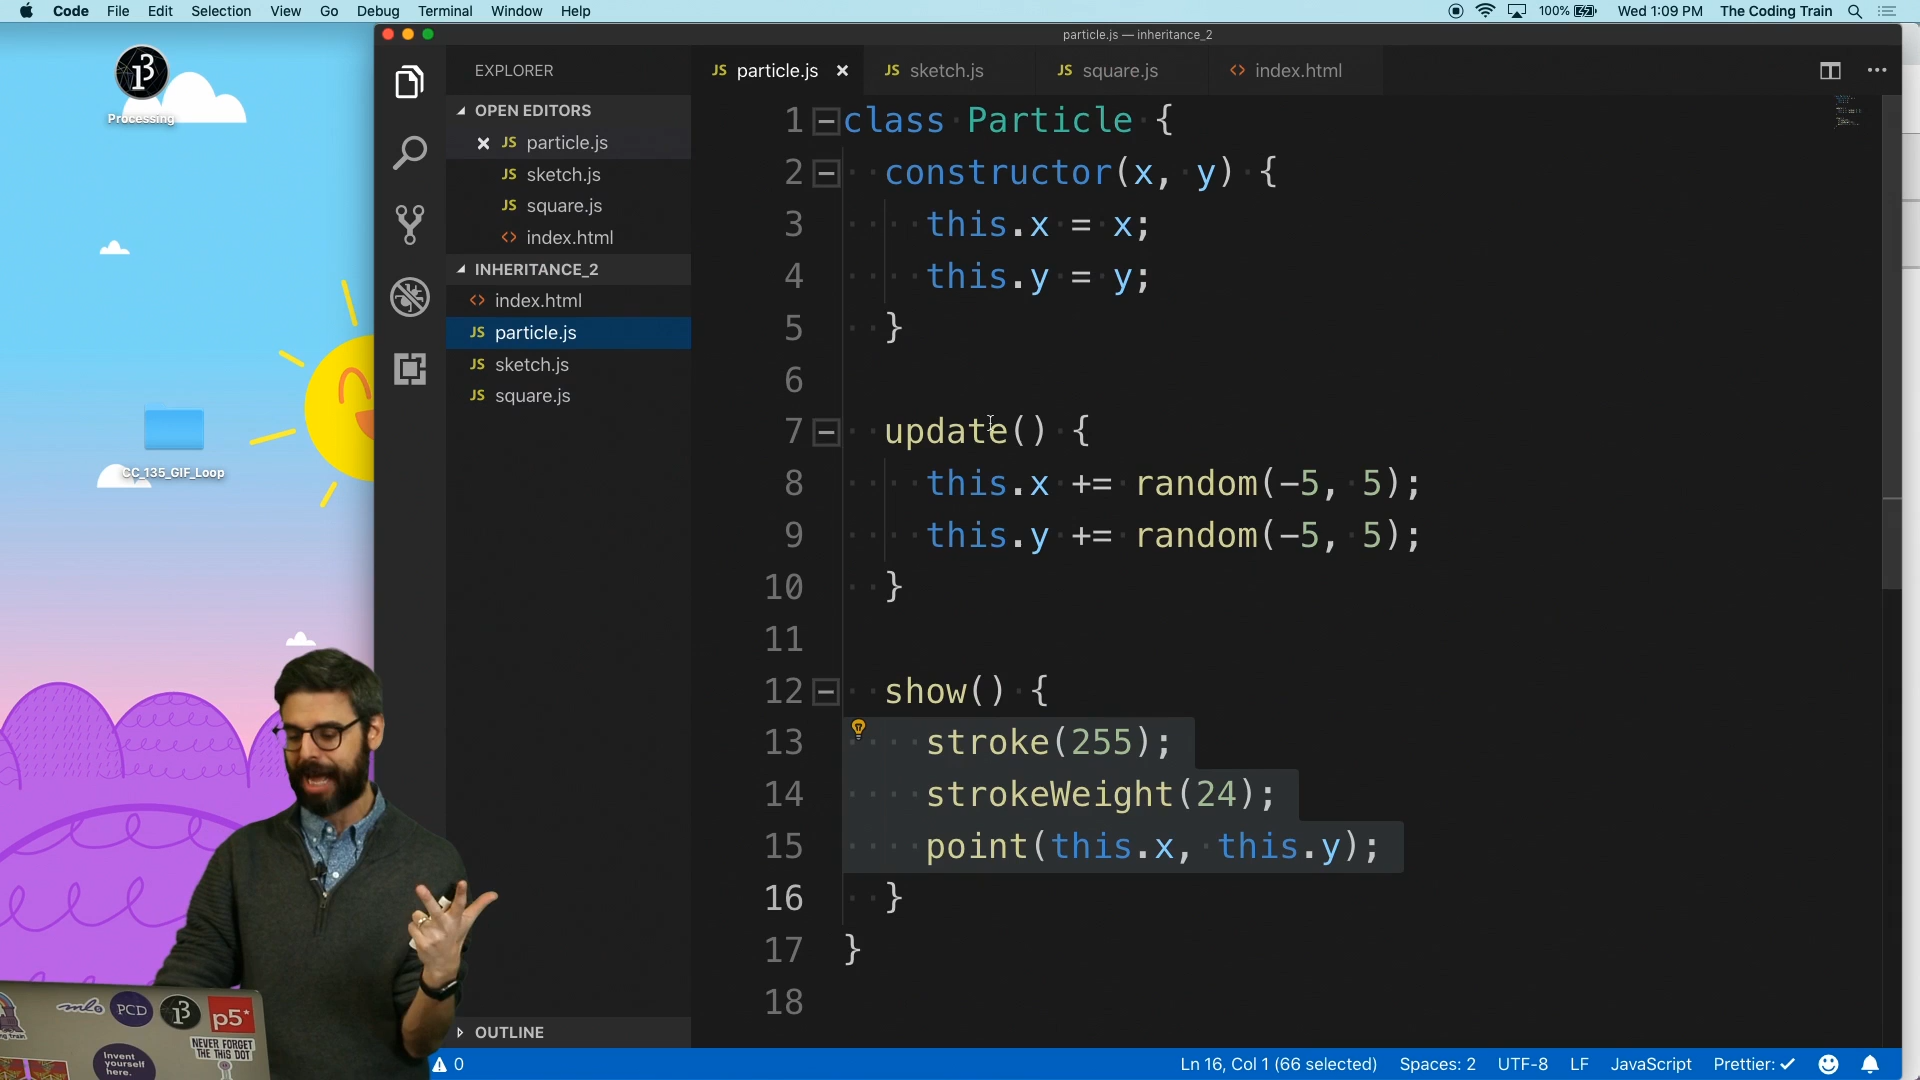 Code File Edit Selection View Go Debug Terminal Window Help
100% Wed 1:09 PM The Coding Train
particle.js — inheritance_2
Processing
CC_135_GIF_Loop
EXPLORER
OPEN EDITORS
JS particle.js
JS sketch.js
JS square.js
<> index.html
INHERITANCE_2
<> index.html
JS particle.js
JS sketch.js
JS square.js
OUTLINE
JS particle.js JS sketch.js JS square.js <> index.html
1 class Particle {
2 constructor(x, y) {
3 this.x = x;
4 this.y = y;
5 }
6
7 update() {
8 this.x += random(-5, 5);
9 this.y += random(-5, 5);
10 }
11
12 show() {
13 stroke(255);
14 strokeWeight(24);
15 point(this.x, this.y);
16 }
17 }
18
mlo PCD p5*
NEVER FORGET
THE THIS DOT
Invent
yourself
here.
0 Ln 16, Col 1 (66 selected) Spaces: 2 UTF-8 LF JavaScript Prettier: ✓